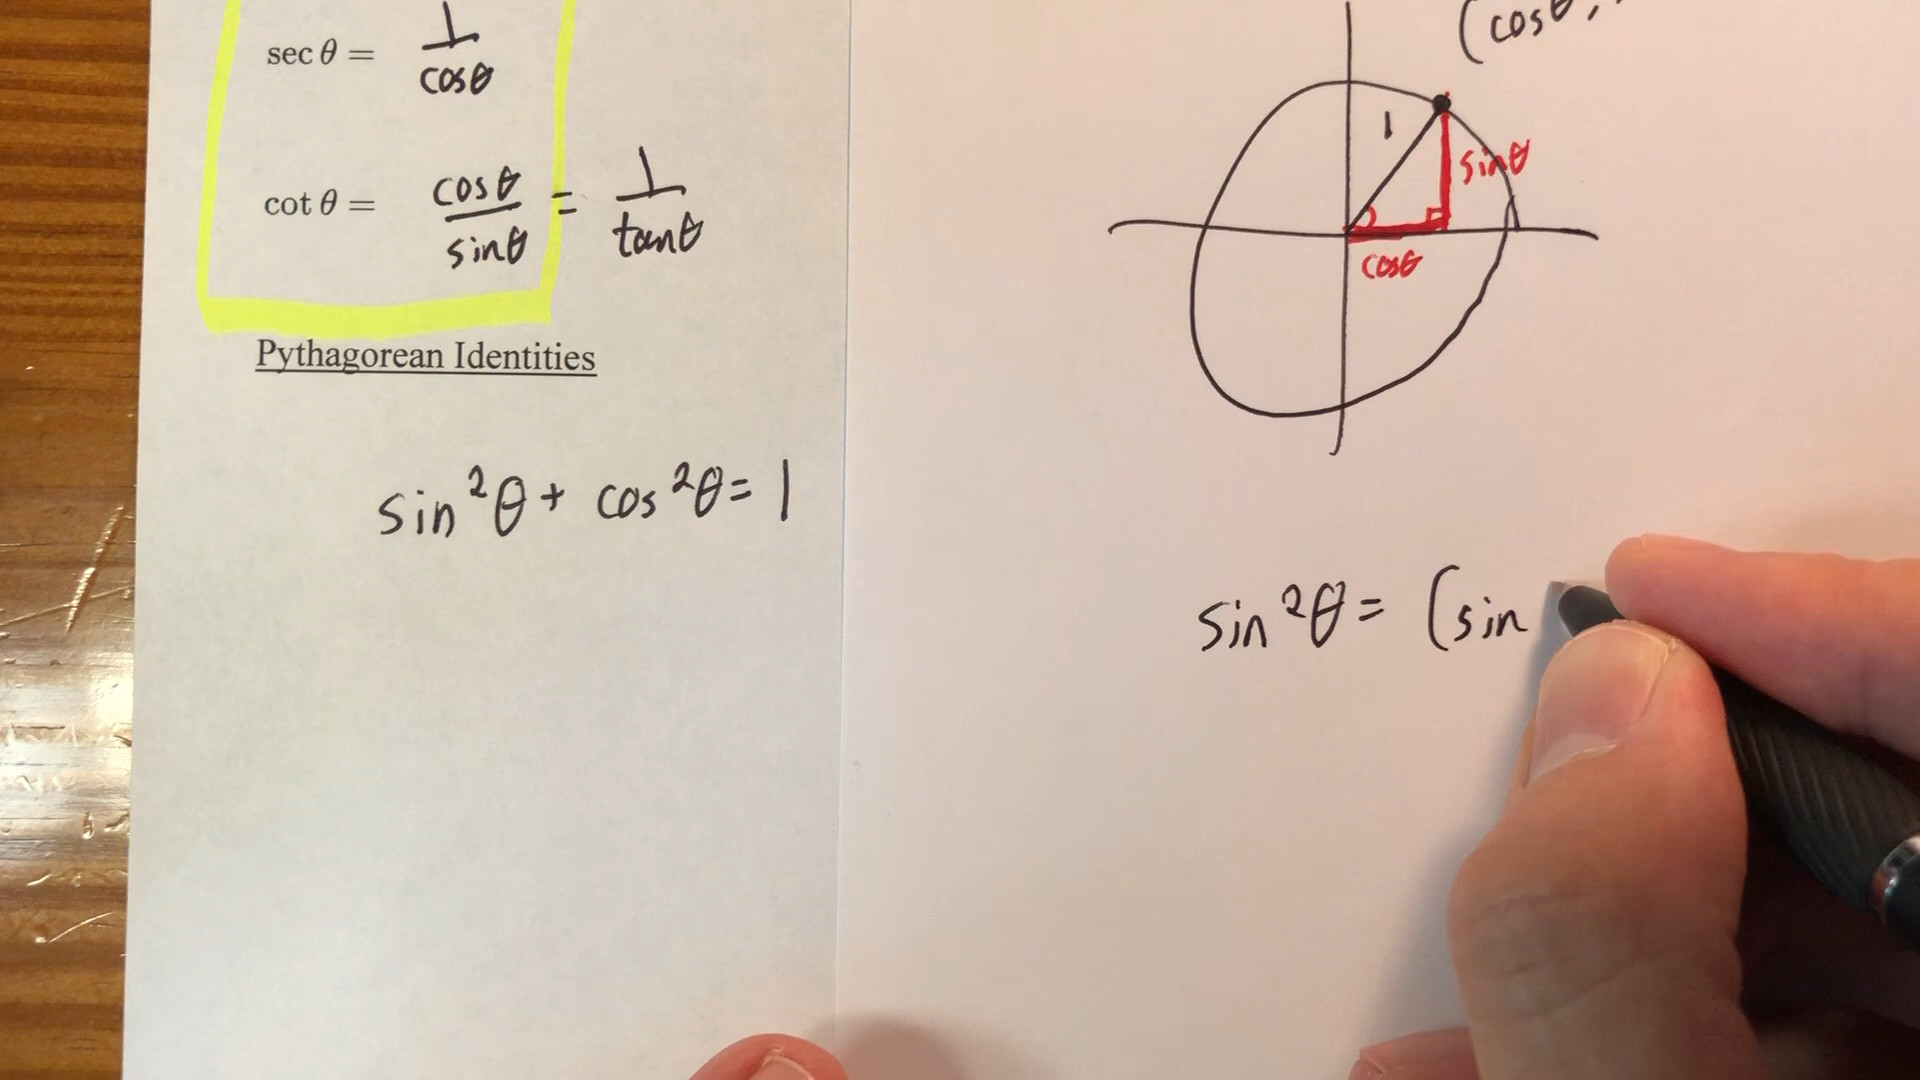 sec θ = 1/cosθ
cot θ = cosθ/sinθ = 1/tanθ
Pythagorean Identities
sin²θ + cos²θ = 1
(cosθ,
1
sinθ
cosθ
sin²θ = (sin